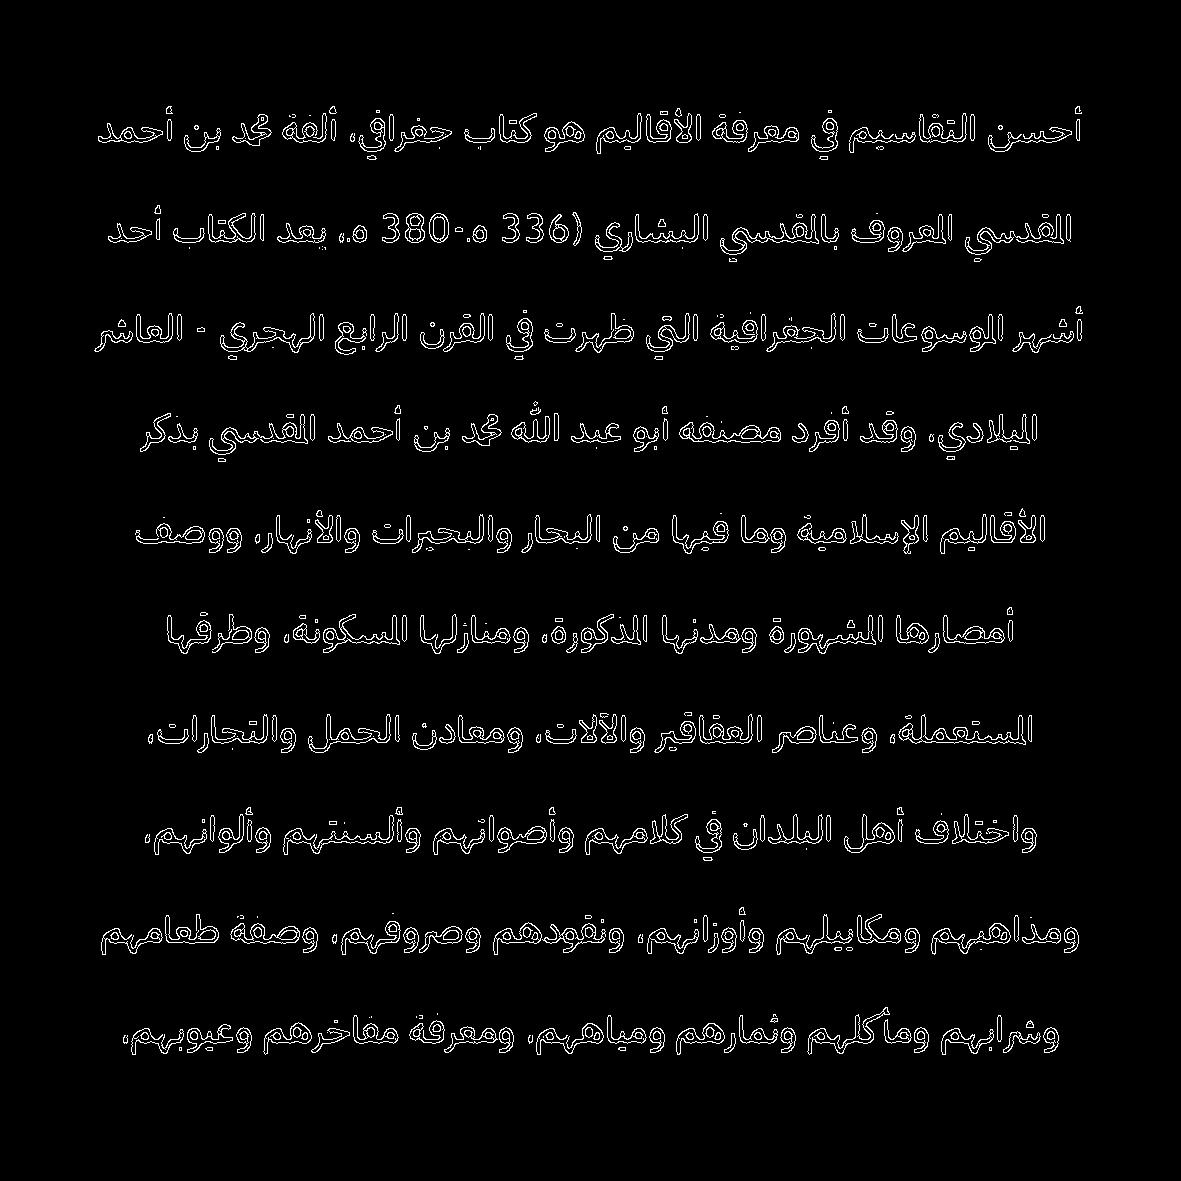 أحسن التقاسيم في معرفة الأقاليم هو كتاب جغرافي، ألفة محمد بن أحمد
المقدسي المعروف بالمقدسي البشاري (336 ه‍.-380 ه‍.، يعد الكتاب أحد
أشهر الموسوعات الجغرافية التي ظهرت في القرن الرابع الهجري - العاشر
الميلادي، وقد أفرد مصنفه أبو عبد الله محمد بن أحمد المقدسي بذكر
الأقاليم الإسلامية وما فيها من البحار والبحيرات والأنهار، ووصف
أمصارها المشهورة ومدنها المذكورة، ومنازلها المسكونة، وطرقها
المستعملة، وعناصر العقاقير والآلات، ومعادن الحمل والتجارات،
واختلاف أهل البلدان في كلامهم وأصواتهم وألسنتهم وألوانهم،
ومذاهبهم ومكاييلهم وأوزانهم، ونقودهم وصروفهم، وصفة طعامهم
وشرابهم ومأكلهم وثمارهم ومياههم، ومعرفة مفاخرهم وعيوبهم،